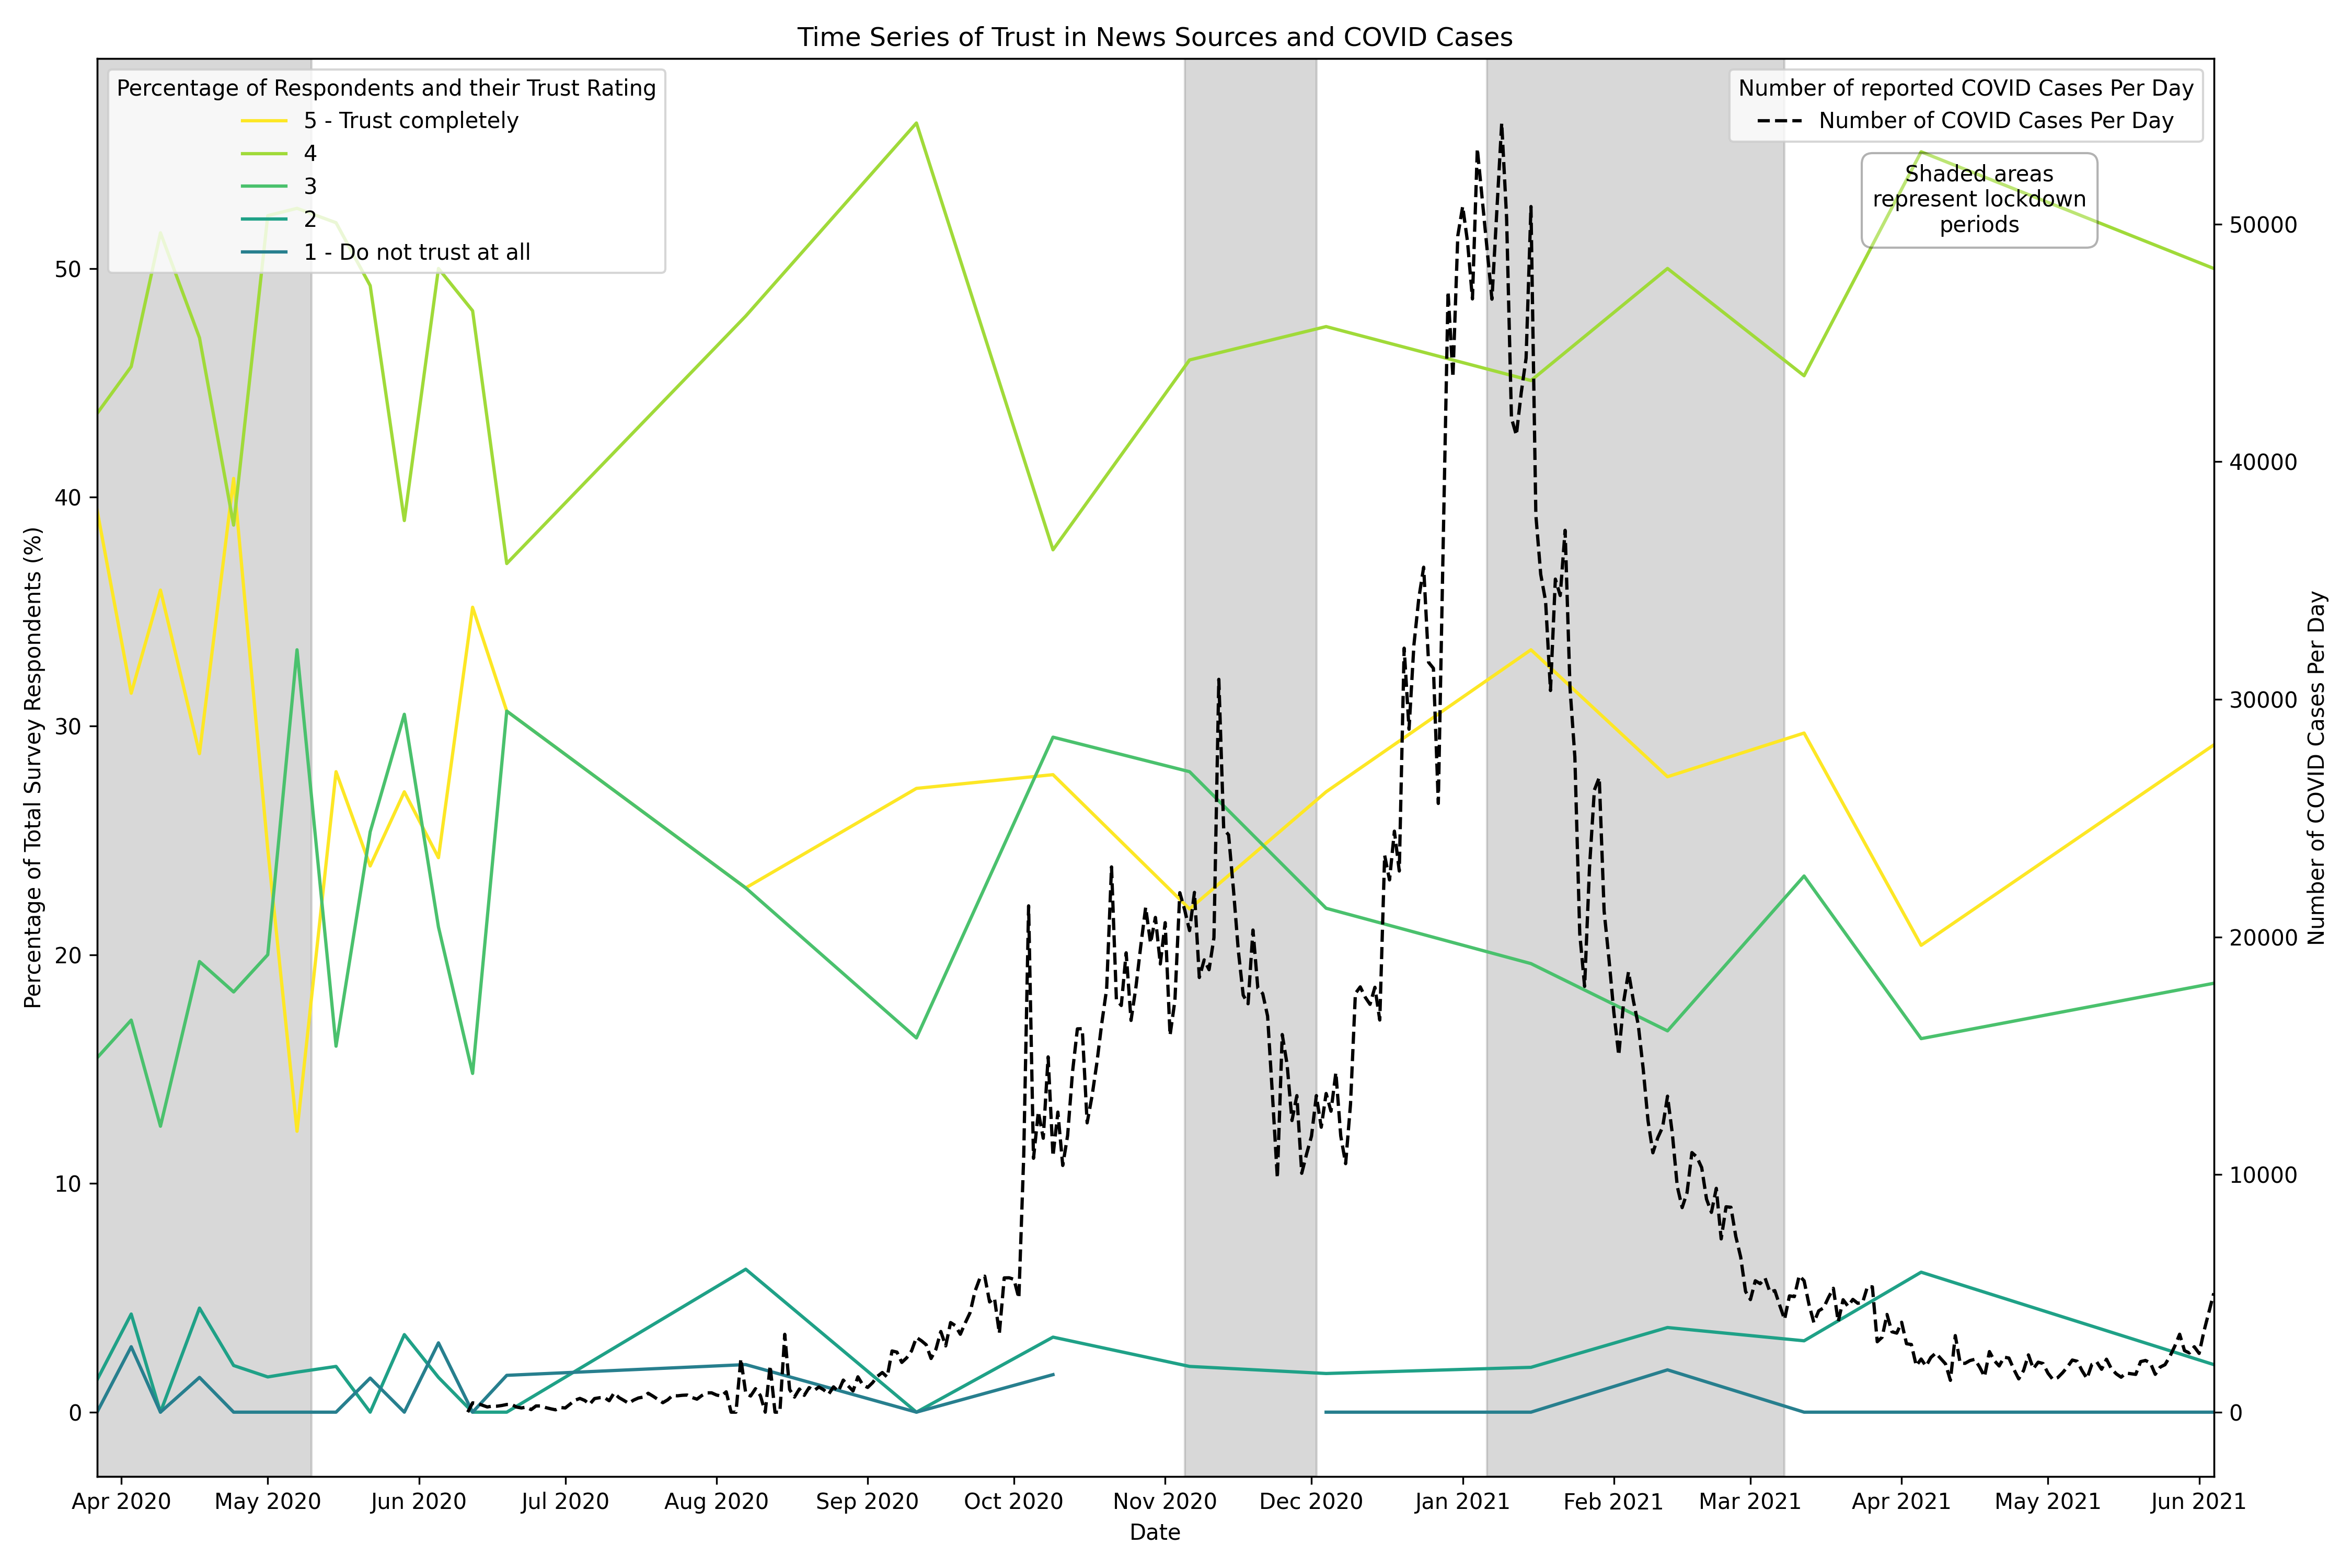 Time Series of Trust in News Sources and COVID Cases
Percentage of Respondents and their Trust Rating
5 - Trust completely
4
3
2
1 - Do not trust at all
Number of reported COVID Cases Per Day
Number of COVID Cases Per Day
Shaded areas
represent lockdown
periods
Percentage of Total Survey Respondents (%)
50
40
30
20
10
0
50000
40000
30000
20000
10000
0
Number of COVID Cases Per Day
Apr 2020 May 2020 Jun 2020 Jul 2020 Aug 2020 Sep 2020 Oct 2020 Nov 2020 Dec 2020 Jan 2021 Feb 2021 Mar 2021 Apr 2021 May 2021 Jun 2021
Date